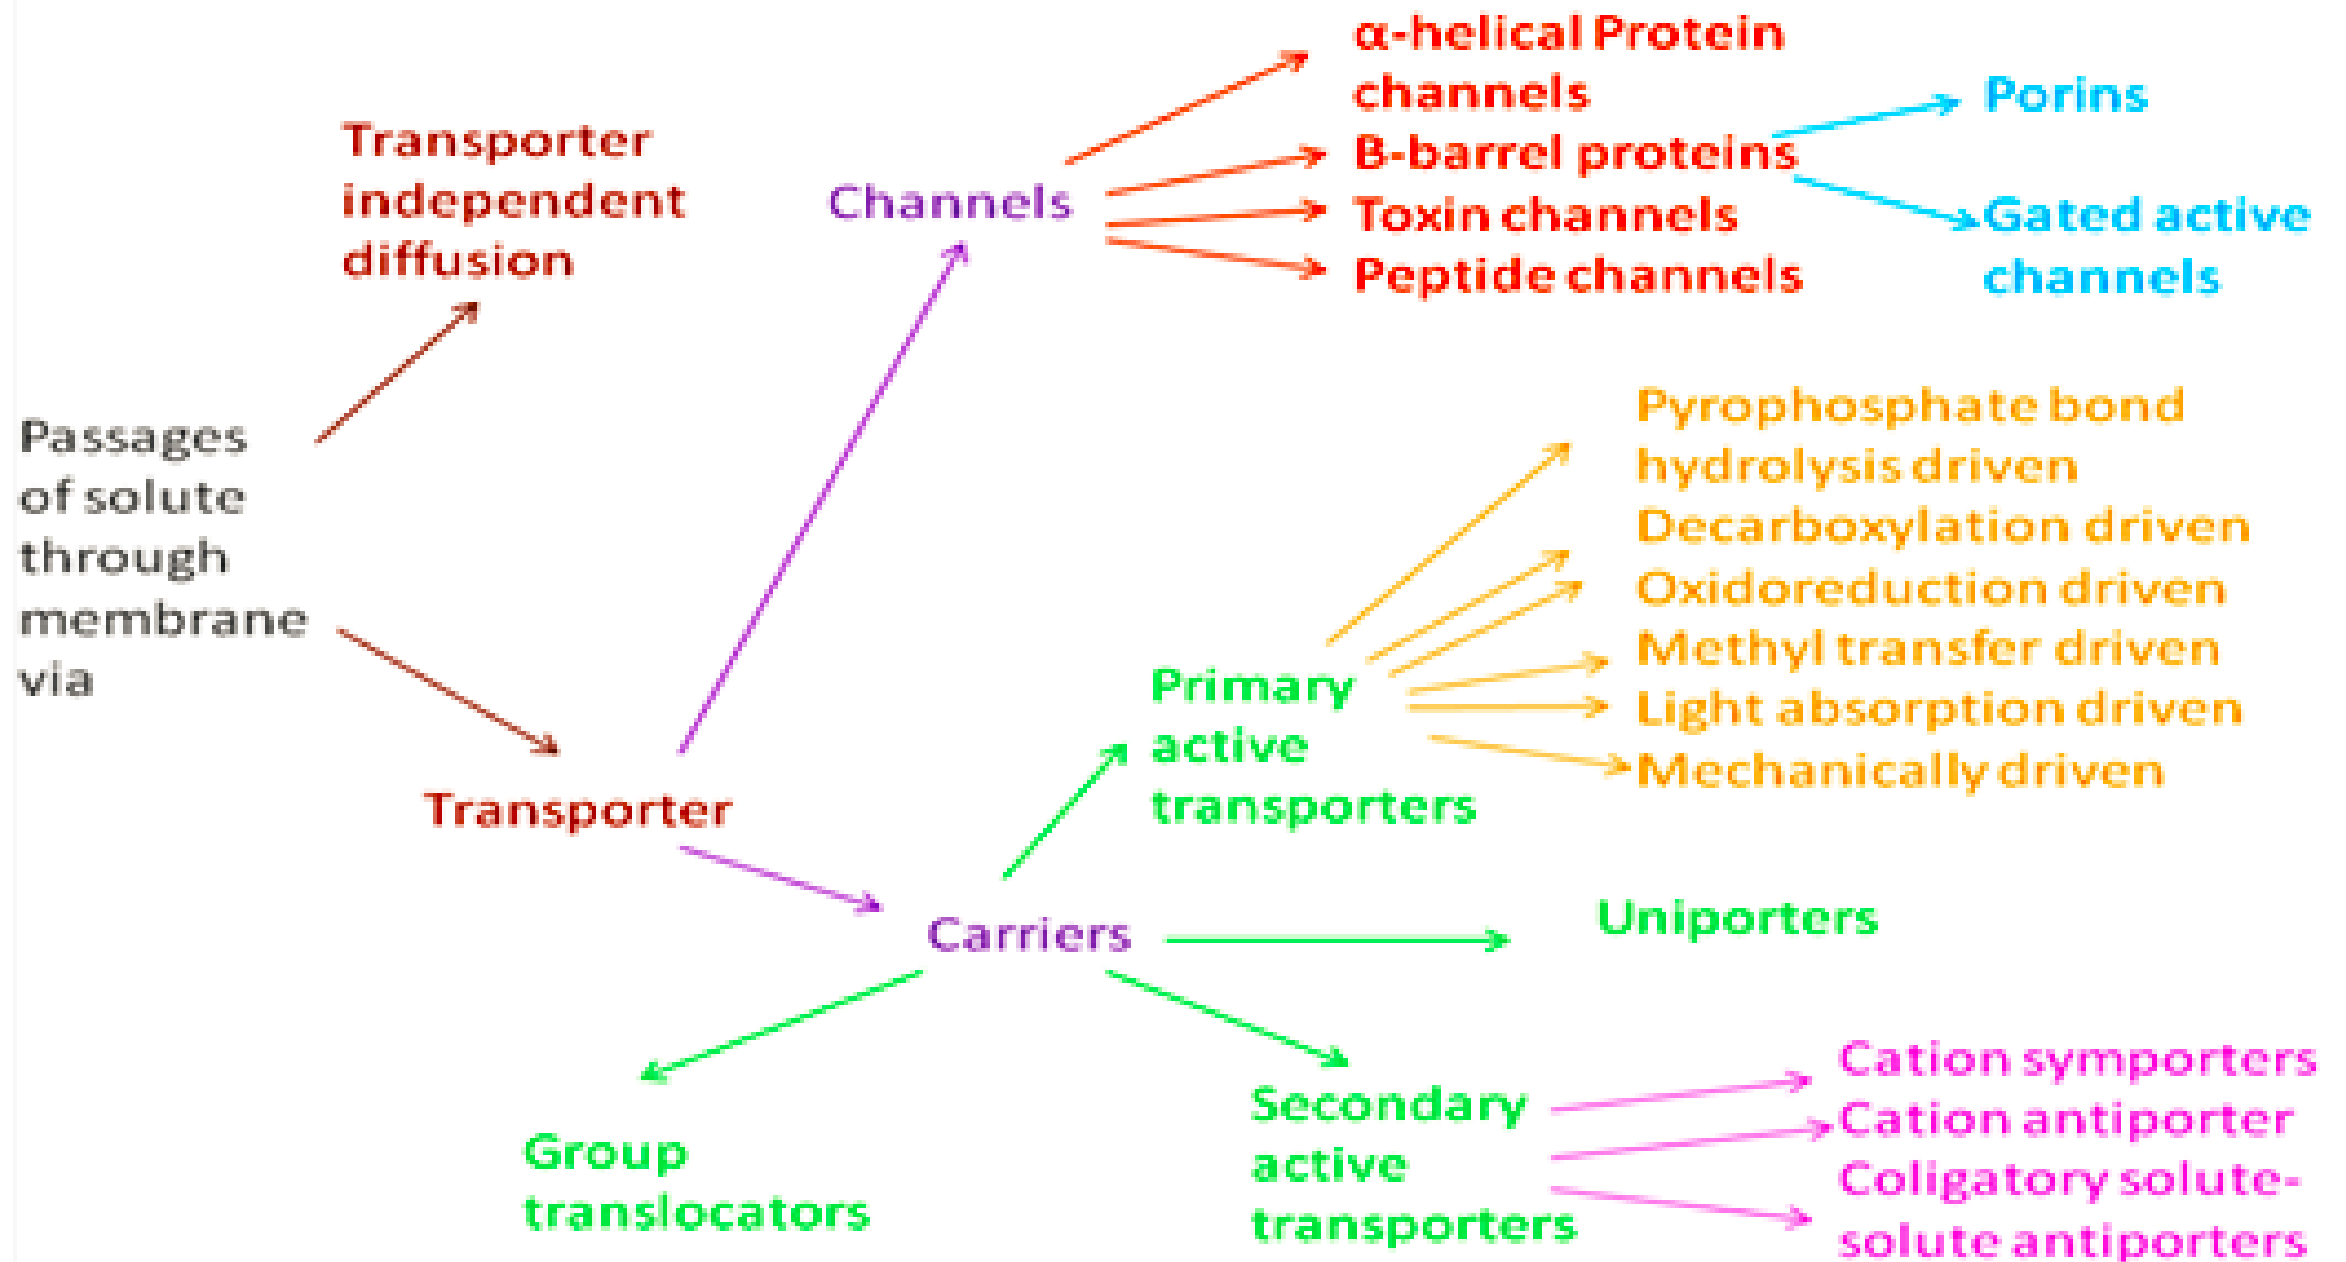 Passages
of solute
through
membrane
via
Transporter
independent
diffusion
Transporter
Channels
α-helical Protein
channels
B-barrel proteins
Toxin channels
Peptide channels
Porins
Gated active
channels
Carriers
Primary
active
transporters
Pyrophosphate bond
hydrolysis driven
Decarboxylation driven
Oxidoreduction driven
Methyl transfer driven
Light absorption driven
Mechanically driven
Uniporters
Secondary
active
transporters
Cation symporters
Cation antiporter
Coligatory solute-
solute antiporters
Group
translocators